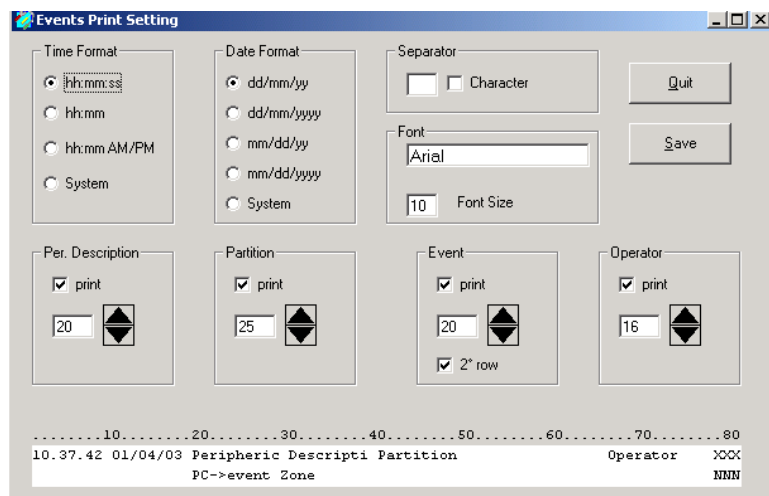 Events Print Setting
Time Format
hh:mm:ss
hh:mm
hh:mm AM/PM
System
Date Format
dd/mm/yy
dd/mm/yyyy
mm/dd/yy
mm/dd/yyyy
System
Separator
Character
Font
Arial
10 Font Size
Quit
Save
Per. Description
print
20
Partition
print
25
Event
print
20
2° row
Operator
print
16
........10........20........30........40........50........60........70........80
10.37.42 01/04/03 Peripheric Descripti Partition Operator XXX
PC->event Zone NNN